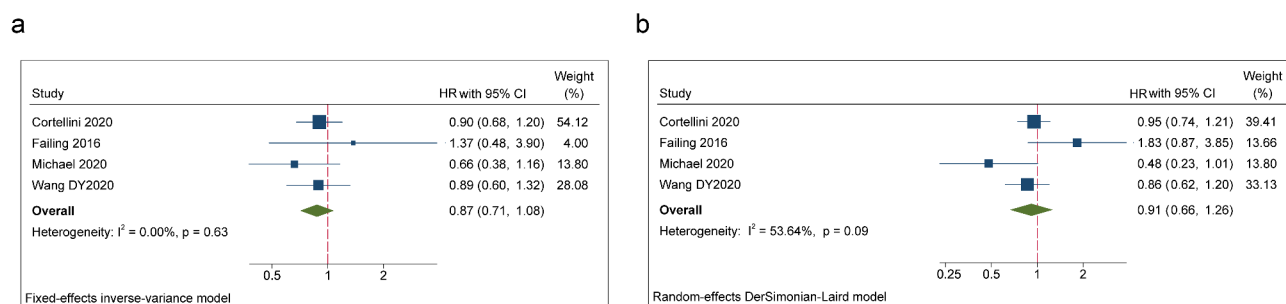 a
Study HR with 95% CI Weight (%)
Cortellini 2020 0.90 (0.68, 1.20) 54.12
Failing 2016 1.37 (0.48, 3.90) 4.00
Michael 2020 0.66 (0.38, 1.16) 13.80
Wang DY2020 0.89 (0.60, 1.32) 28.08
Overall 0.87 (0.71, 1.08)
Heterogeneity: I² = 0.00%, p = 0.63
0.5 1 2
Fixed-effects inverse-variance model
b
Study HR with 95% CI Weight (%)
Cortellini 2020 0.95 (0.74, 1.21) 39.41
Failing 2016 1.83 (0.87, 3.85) 13.66
Michael 2020 0.48 (0.23, 1.01) 13.80
Wang DY2020 0.86 (0.62, 1.20) 33.13
Overall 0.91 (0.66, 1.26)
Heterogeneity: I² = 53.64%, p = 0.09
0.25 0.5 1 2
Random-effects DerSimonian-Laird model